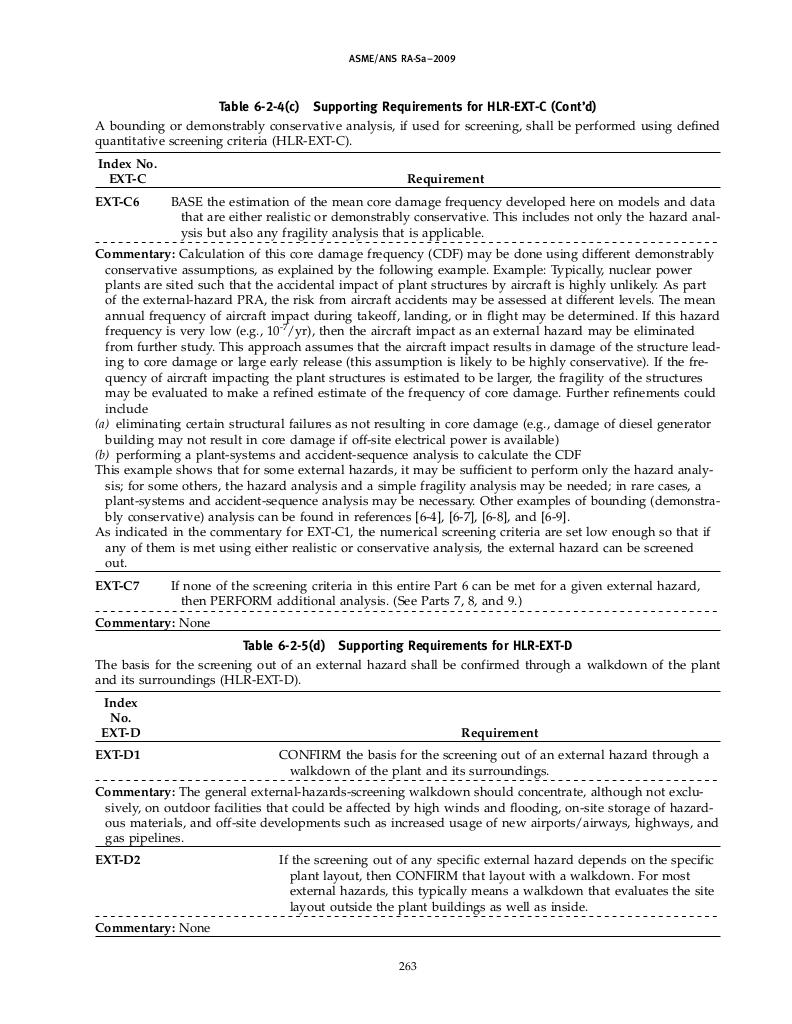 ASME/ANS RA-Sa–2009
Table 6-2-4(c) Supporting Requirements for HLR-EXT-C (Cont'd)
A bounding or demonstrably conservative analysis, if used for screening, shall be performed using defined
quantitative screening criteria (HLR-EXT-C).
Index No.
EXT-C Requirement
EXT-C6 BASE the estimation of the mean core damage frequency developed here on models and data
that are either realistic or demonstrably conservative. This includes not only the hazard anal-
ysis but also any fragility analysis that is applicable.
Commentary: Calculation of this core damage frequency (CDF) may be done using different demonstrably
conservative assumptions, as explained by the following example. Example: Typically, nuclear power
plants are sited such that the accidental impact of plant structures by aircraft is highly unlikely. As part
of the external-hazard PRA, the risk from aircraft accidents may be assessed at different levels. The mean
annual frequency of aircraft impact during takeoff, landing, or in flight may be determined. If this hazard
frequency is very low (e.g., 10⁻⁷/yr), then the aircraft impact as an external hazard may be eliminated
from further study. This approach assumes that the aircraft impact results in damage of the structure lead-
ing to core damage or large early release (this assumption is likely to be highly conservative). If the fre-
quency of aircraft impacting the plant structures is estimated to be larger, the fragility of the structures
may be evaluated to make a refined estimate of the frequency of core damage. Further refinements could
include
(a) eliminating certain structural failures as not resulting in core damage (e.g., damage of diesel generator
building may not result in core damage if off-site electrical power is available)
(b) performing a plant-systems and accident-sequence analysis to calculate the CDF
This example shows that for some external hazards, it may be sufficient to perform only the hazard analy-
sis; for some others, the hazard analysis and a simple fragility analysis may be needed; in rare cases, a
plant-systems and accident-sequence analysis may be necessary. Other examples of bounding (demonstra-
bly conservative) analysis can be found in references [6-4], [6-7], [6-8], and [6-9].
As indicated in the commentary for EXT-C1, the numerical screening criteria are set low enough so that if
any of them is met using either realistic or conservative analysis, the external hazard can be screened
out.
EXT-C7 If none of the screening criteria in this entire Part 6 can be met for a given external hazard,
then PERFORM additional analysis. (See Parts 7, 8, and 9.)
Commentary: None
Table 6-2-5(d) Supporting Requirements for HLR-EXT-D
The basis for the screening out of an external hazard shall be confirmed through a walkdown of the plant
and its surroundings (HLR-EXT-D).
Index
No.
EXT-D Requirement
EXT-D1 CONFIRM the basis for the screening out of an external hazard through a
walkdown of the plant and its surroundings.
Commentary: The general external-hazards-screening walkdown should concentrate, although not exclu-
sively, on outdoor facilities that could be affected by high winds and flooding, on-site storage of hazard-
ous materials, and off-site developments such as increased usage of new airports/airways, highways, and
gas pipelines.
EXT-D2 If the screening out of any specific external hazard depends on the specific
plant layout, then CONFIRM that layout with a walkdown. For most
external hazards, this typically means a walkdown that evaluates the site
layout outside the plant buildings as well as inside.
Commentary: None
263